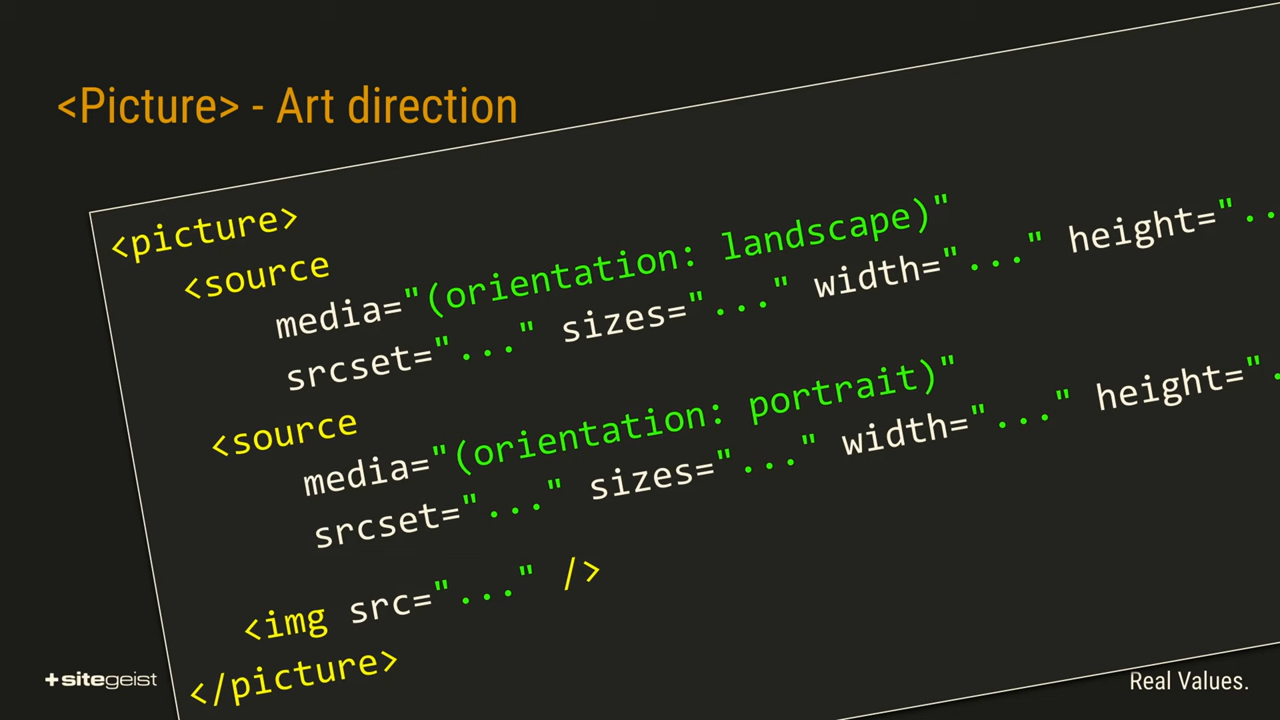 <Picture> - Art direction
<picture>
<source
media="(orientation: landscape)"
srcset="..." sizes="..." width="..." height="..
<source
media="(orientation: portrait)"
srcset="..." sizes="..." width="..." height=".
<img src="..." />
</picture>
+sitegeist
Real Values.